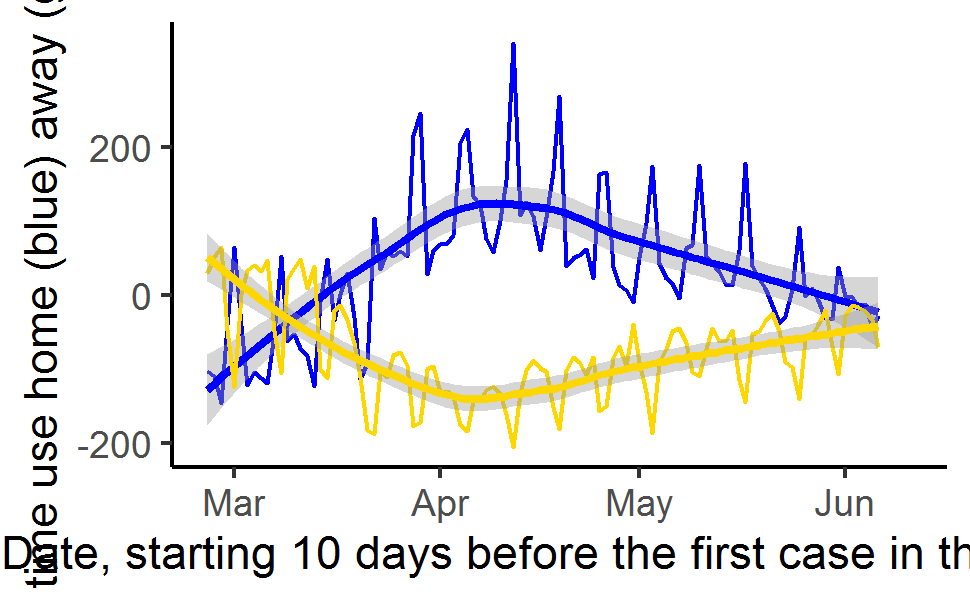 time use home (blue) away (
200
0
-200
Mar Apr May Jun
Date, starting 10 days before the first case in th